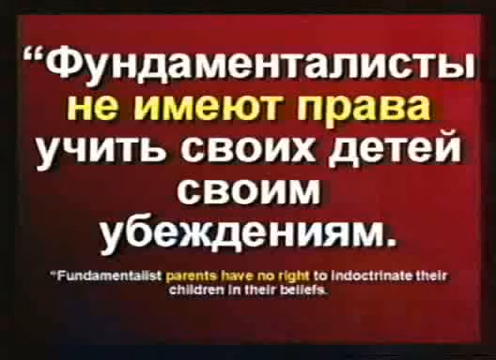 “Фундаменталисты
не имеют права
учить своих детей
своим
убеждениям.
“Fundamentalist parents have no right to indoctrinate their
children in their beliefs.